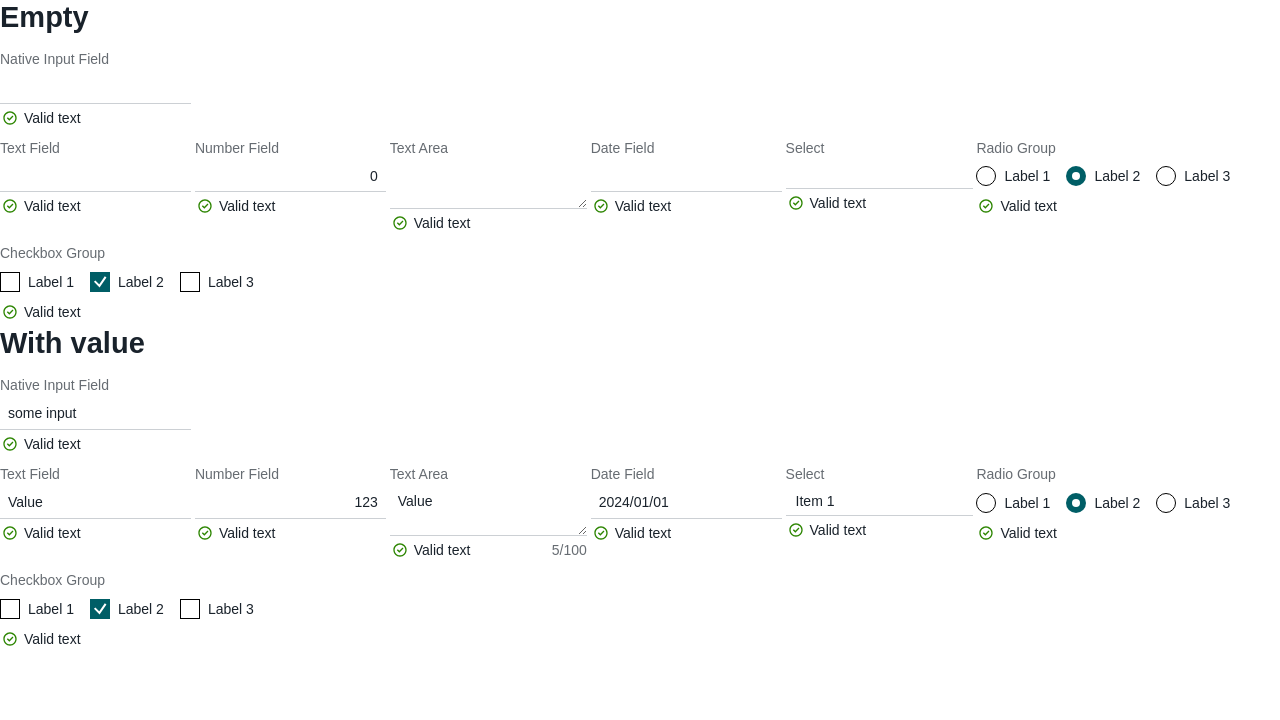 Empty
Native Input Field
Valid text
Text Field Number Field Text Area Date Field Select Radio Group
0 Label 1 Label 2 Label 3
Valid text Valid text Valid text Valid text Valid text Valid text
Checkbox Group
Label 1 Label 2 Label 3
Valid text
With value
Native Input Field
some input
Valid text
Text Field Number Field Text Area Date Field Select Radio Group
Value 123 Value 2024/01/01 Item 1 Label 1 Label 2 Label 3
Valid text Valid text Valid text 5/100 Valid text Valid text Valid text
Checkbox Group
Label 1 Label 2 Label 3
Valid text